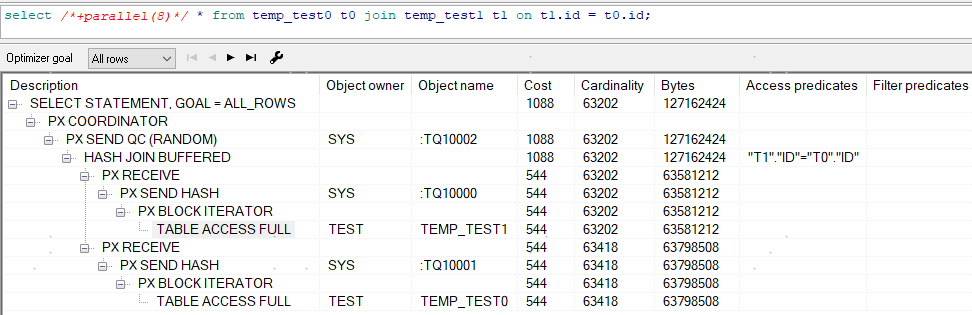 select /*+parallel(8)*/ * from temp_test0 t0 join temp_test1 t1 on t1.id = t0.id;
Optimizer goal All rows
Description Object owner Object name Cost Cardinality Bytes Access predicates Filter predicates
SELECT STATEMENT, GOAL = ALL_ROWS 1088 63202 127162424
PX COORDINATOR
PX SEND QC (RANDOM) SYS :TQ10002 1088 63202 127162424
HASH JOIN BUFFERED 1088 63202 127162424 "T1"."ID"="T0"."ID"
PX RECEIVE 544 63202 63581212
PX SEND HASH SYS :TQ10000 544 63202 63581212
PX BLOCK ITERATOR 544 63202 63581212
TABLE ACCESS FULL TEST TEMP_TEST1 544 63202 63581212
PX RECEIVE 544 63418 63798508
PX SEND HASH SYS :TQ10001 544 63418 63798508
PX BLOCK ITERATOR 544 63418 63798508
TABLE ACCESS FULL TEST TEMP_TEST0 544 63418 63798508